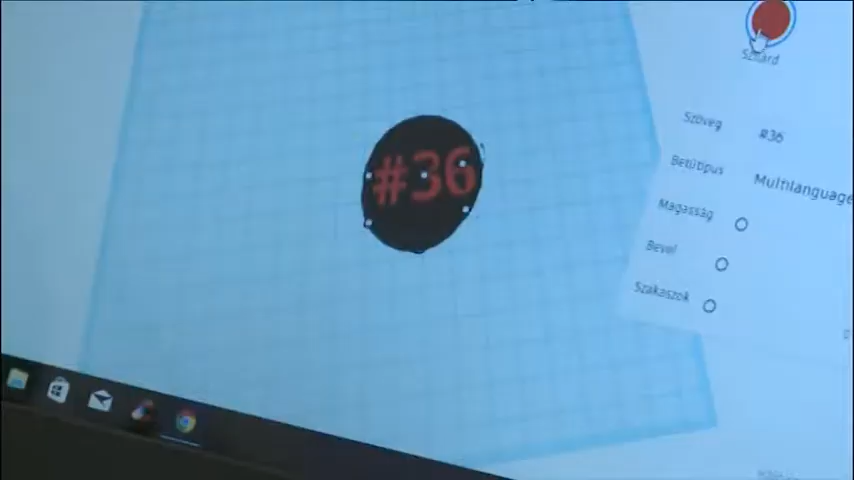 #36
Szilárd
Szöveg #36
Betűtípus Multilanguage
Magasság
Bevel
Szakaszok